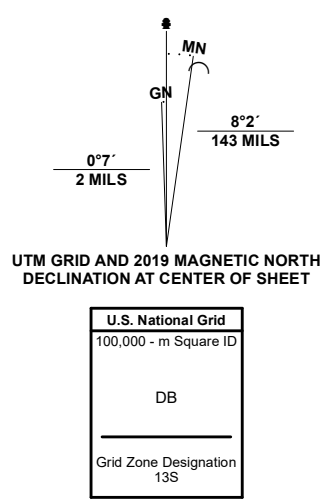 MN
GN
8°2´
143 MILS
0°7´
2 MILS
UTM GRID AND 2019 MAGNETIC NORTH
DECLINATION AT CENTER OF SHEET
U.S. National Grid
100,000 - m Square ID
DB
Grid Zone Designation
13S